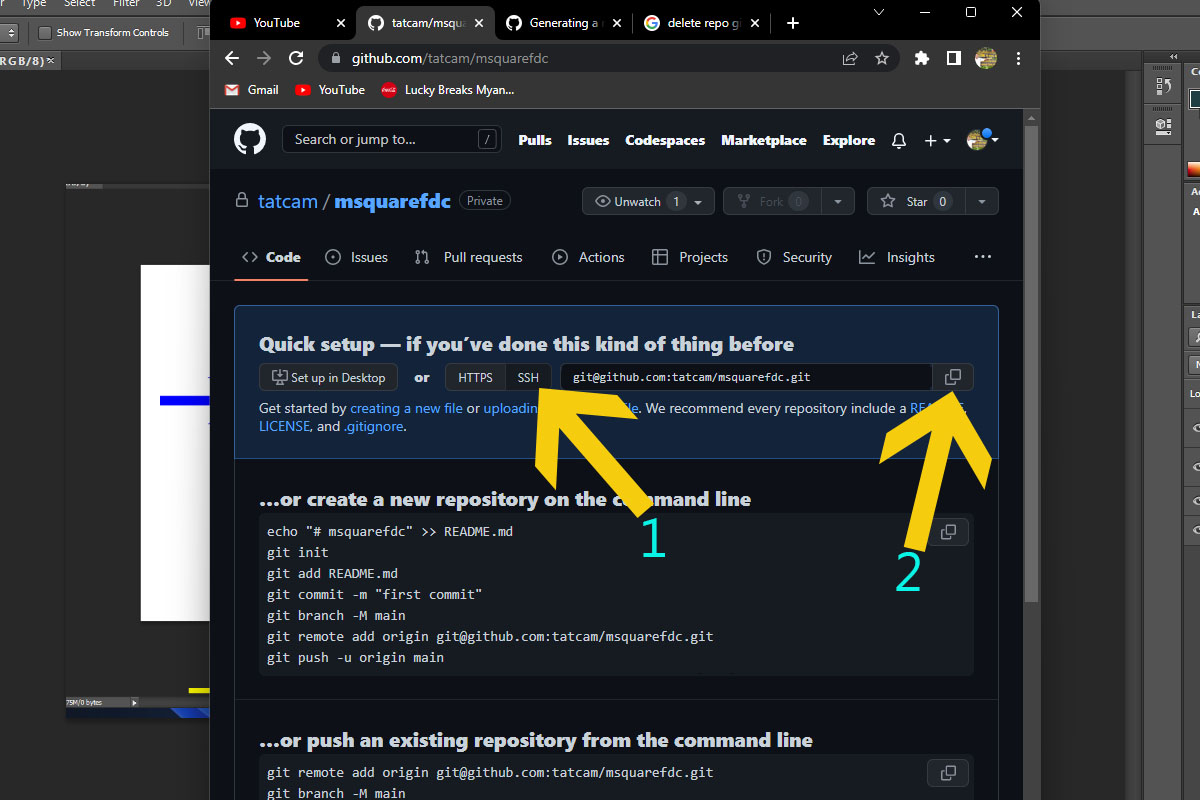 Type Select Filter 3D View
Show Transform Controls
RGB/8)
YouTube
tatcam/msqua
Generating a
delete repo g
github.com/tatcam/msquarefdc
Gmail YouTube Lucky Breaks Myan...
Search or jump to... /
Pulls Issues Codespaces Marketplace Explore
tatcam / msquarefdc Private
Unwatch 1 Fork 0 Star 0
Code Issues Pull requests Actions Projects Security Insights
Quick setup — if you’ve done this kind of thing before
Set up in Desktop or HTTPS SSH git@github.com:tatcam/msquarefdc.git
Get started by creating a new file or uploading . We recommend every repository include a README,
LICENSE, and .gitignore.
…or create a new repository on the command line
echo "# msquarefdc" >> README.md
git init
git add README.md
git commit -m "first commit"
git branch -M main
git remote add origin git@github.com:tatcam/msquarefdc.git
git push -u origin main
1
2
…or push an existing repository from the command line
git remote add origin git@github.com:tatcam/msquarefdc.git
git branch -M main
75M/0 bytes